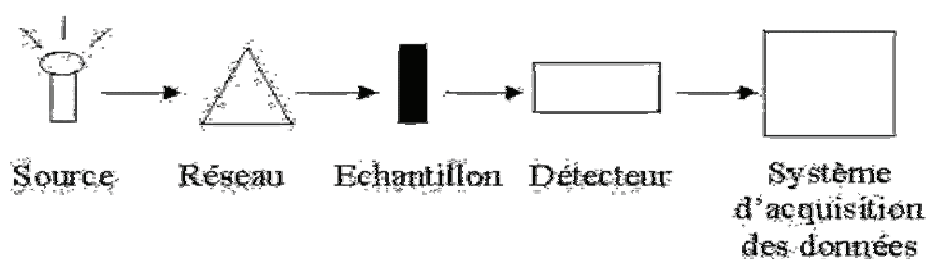 Source
Réseau
Echantillon
Détecteur
Système
d'acquisition
des données